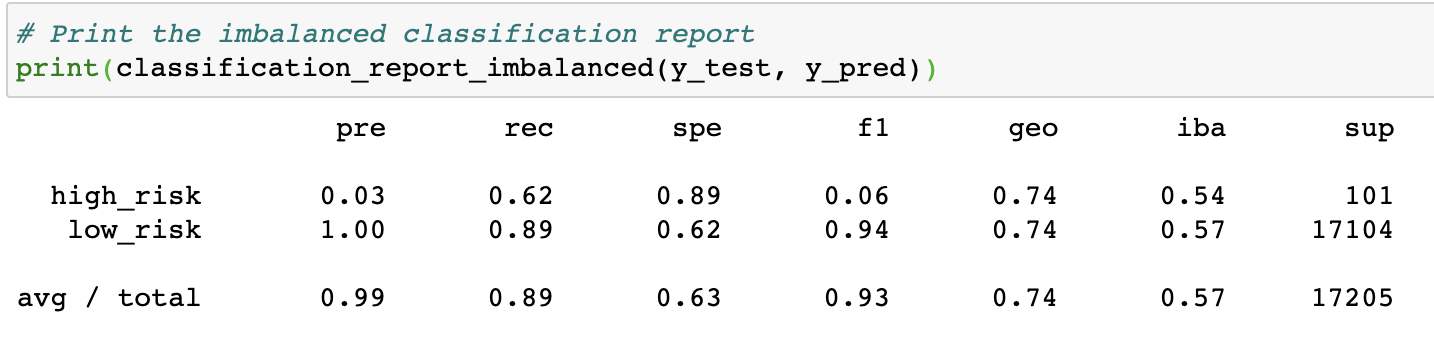 # Print the imbalanced classification report
print(classification_report_imbalanced(y_test, y_pred))
pre rec spe f1 geo iba sup
high_risk 0.03 0.62 0.89 0.06 0.74 0.54 101
low_risk 1.00 0.89 0.62 0.94 0.74 0.57 17104
avg / total 0.99 0.89 0.63 0.93 0.74 0.57 17205